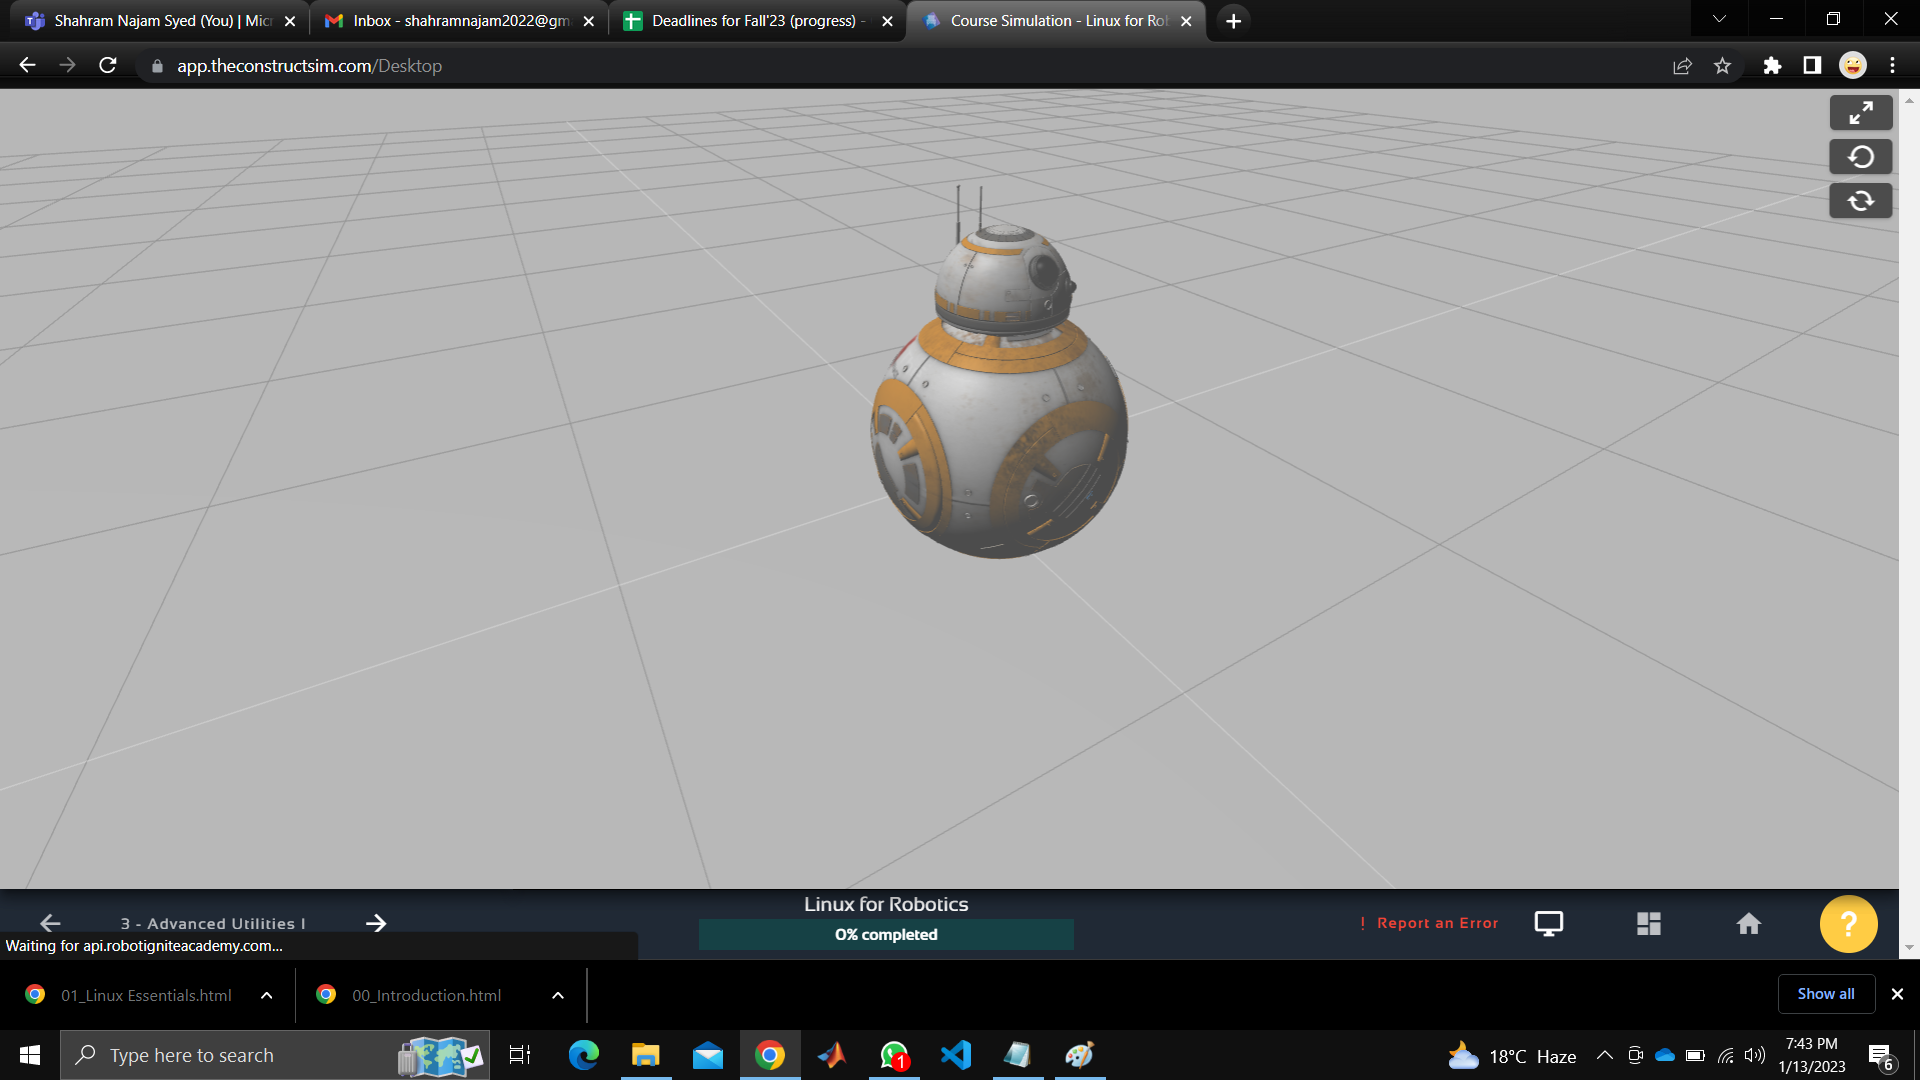 Shaharam Najam Syed (You) | Micr
Inbox - shahramnajam2022@gm
Deadlines for Fall'23 (progress) -
Course Simulation - Linux for Rob
app.theconstructsim.com/Desktop
Linux for Robotics
3 - Advanced Utilities I
0% completed
! Report an Error
?
Waiting for api.robotigniteacademy.com...
01_Linux Essentials.html
00_Introduction.html
Show all
Type here to search
1
18°C Haze
7:43 PM
1/13/2023
6